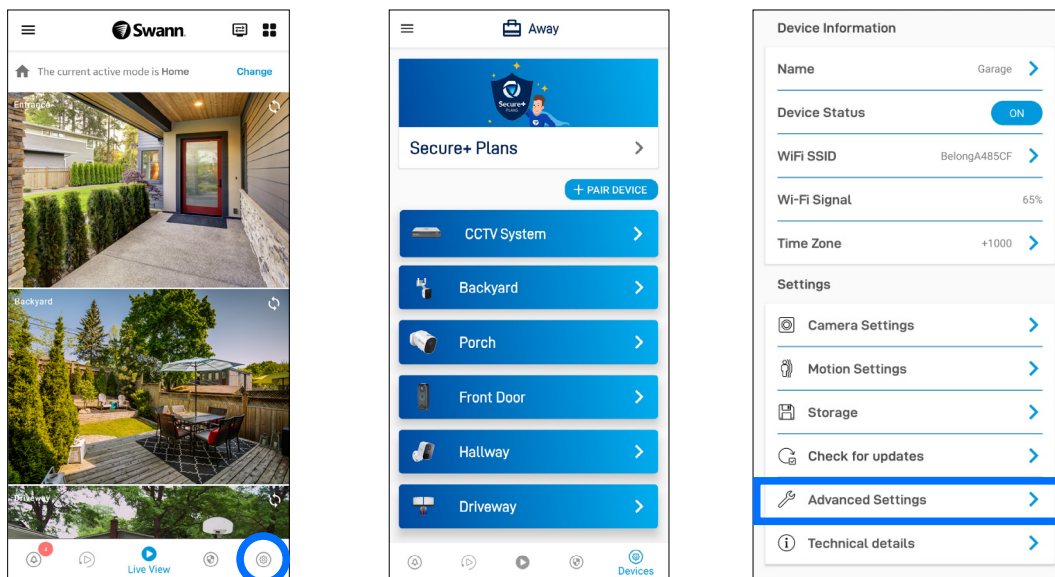 Swann.
The current active mode is Home Change
Entrance
Backyard
Driveway
4
Live View
Away
Secure+
PLANS
Secure+ Plans
+ PAIR DEVICE
CCTV System
Backyard
Porch
Front Door
Hallway
Driveway
Devices
Device Information
Name Garage
Device Status ON
WiFi SSID BelongA485CF
Wi-Fi Signal 65%
Time Zone +1000
Settings
Camera Settings
Motion Settings
Storage
Check for updates
Advanced Settings
Technical details